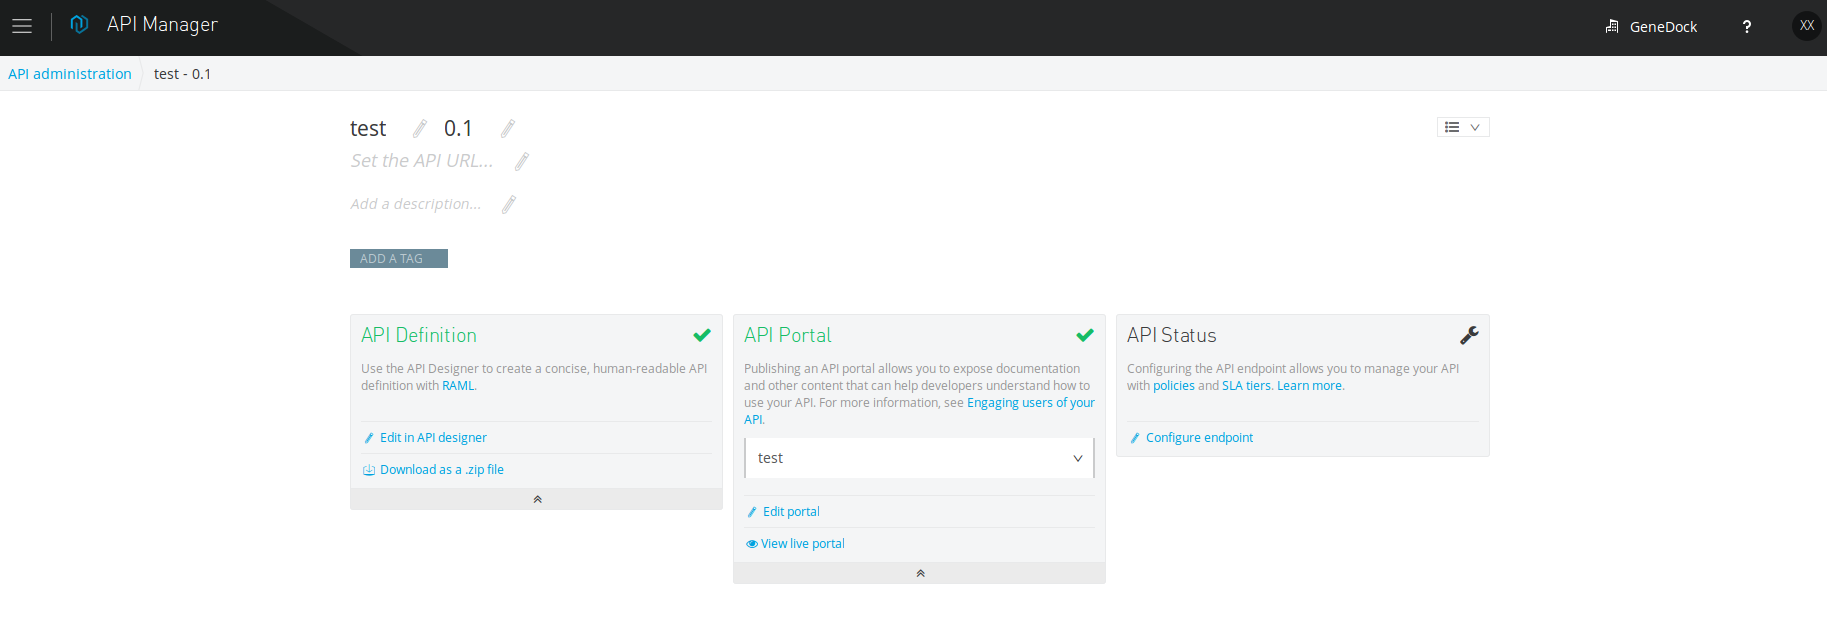 API Manager
GeneDock
?
XX
API administration
test - 0.1
test
0.1
Set the API URL...
Add a description...
ADD A TAG
API Definition
Use the API Designer to create a concise, human-readable API
definition with RAML.
Edit in API designer
Download as a .zip file
API Portal
Publishing an API portal allows you to expose documentation
and other content that can help developers understand how to
use your API. For more information, see Engaging users of your
API.
test
Edit portal
View live portal
API Status
Configuring the API endpoint allows you to manage your API
with policies and SLA tiers. Learn more.
Configure endpoint